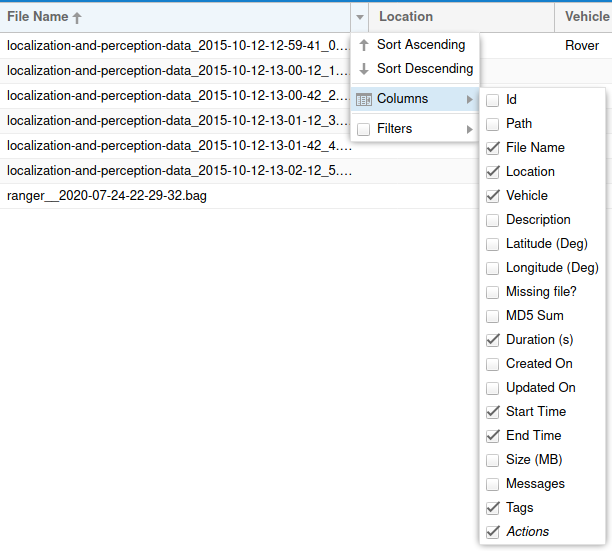 File Name Location Vehicle
localization-and-perception-data_2015-10-12-12-59-41_0.... Rover
localization-and-perception-data_2015-10-12-13-00-12_1....
localization-and-perception-data_2015-10-12-13-00-42_2....
localization-and-perception-data_2015-10-12-13-01-12_3....
localization-and-perception-data_2015-10-12-13-01-42_4....
localization-and-perception-data_2015-10-12-13-02-12_5....
ranger__2020-07-24-22-29-32.bag
Sort Ascending
Sort Descending
Columns
Filters
Id
Path
File Name
Location
Vehicle
Description
Latitude (Deg)
Longitude (Deg)
Missing file?
MD5 Sum
Duration (s)
Created On
Updated On
Start Time
End Time
Size (MB)
Messages
Tags
Actions